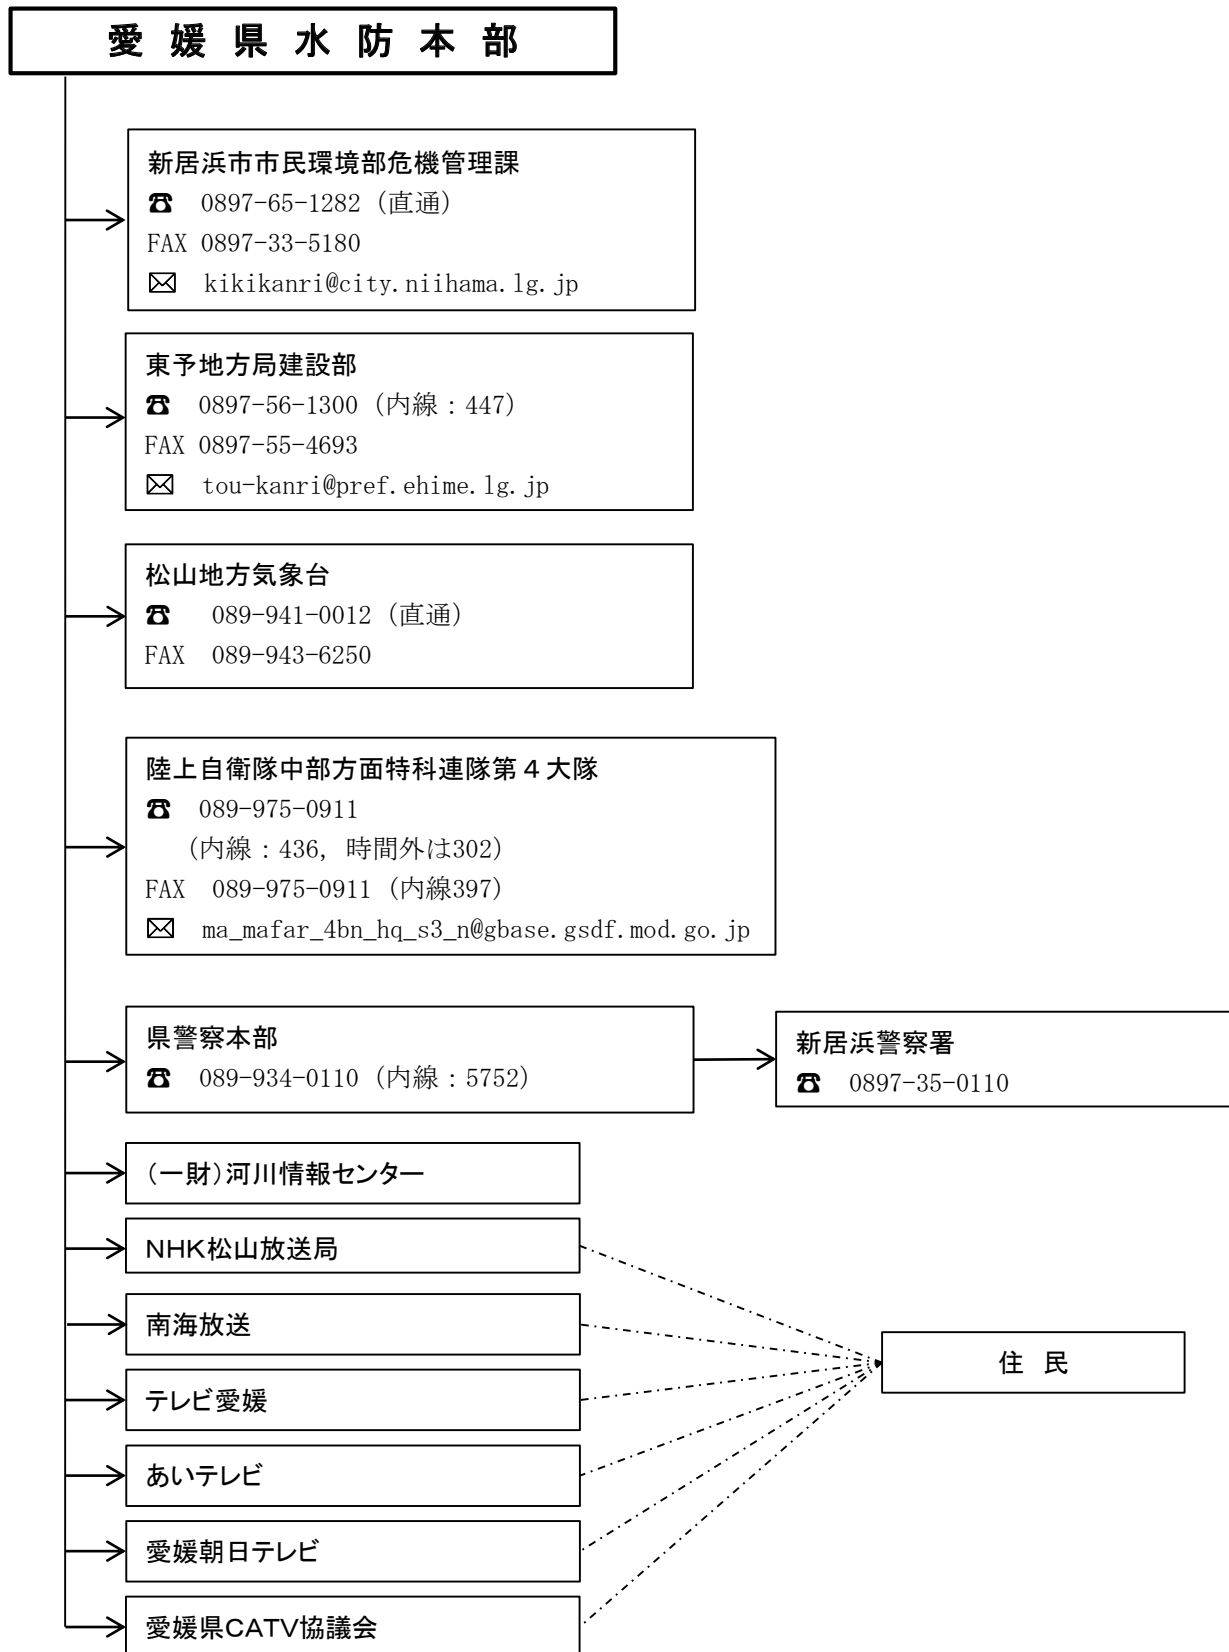 愛媛県水防本部
新居浜市市民環境部危機管理課
☎ 0897-65-1282（直通）
FAX 0897-33-5180
✉ kikikanri@city.niihama.lg.jp
東予地方局建設部
☎ 0897-56-1300（内線：447）
FAX 0897-55-4693
✉ tou-kanri@pref.ehime.lg.jp
松山地方気象台
☎ 089-941-0012（直通）
FAX 089-943-6250
陸上自衛隊中部方面特科連隊第４大隊
☎ 089-975-0911
（内線：436，時間外は302）
FAX 089-975-0911（内線397）
✉ ma_mafar_4bn_hq_s3_n@gbase.gsdf.mod.go.jp
県警察本部
☎ 089-934-0110（内線：5752）
新居浜警察署
☎ 0897-35-0110
（一財）河川情報センター
NHK松山放送局
南海放送
テレビ愛媛
あいテレビ
愛媛朝日テレビ
愛媛県CATV協議会
住民